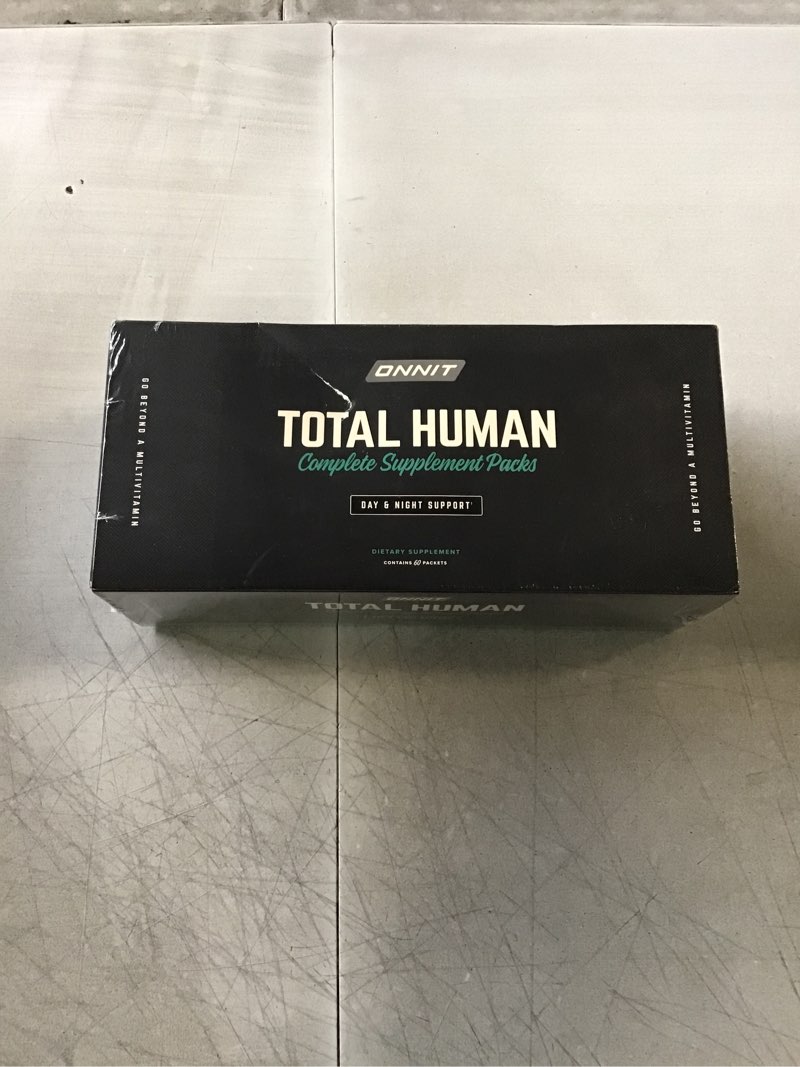 ONNIT
TOTAL HUMAN
Complete Supplement Packs
DAY & NIGHT SUPPORT†
DIETARY SUPPLEMENT
CONTAINS 60 PACKETS
GO BEYOND A MULTIVITAMIN
GO BEYOND A MULTIVITAMIN
ONNIT
TOTAL HUMAN